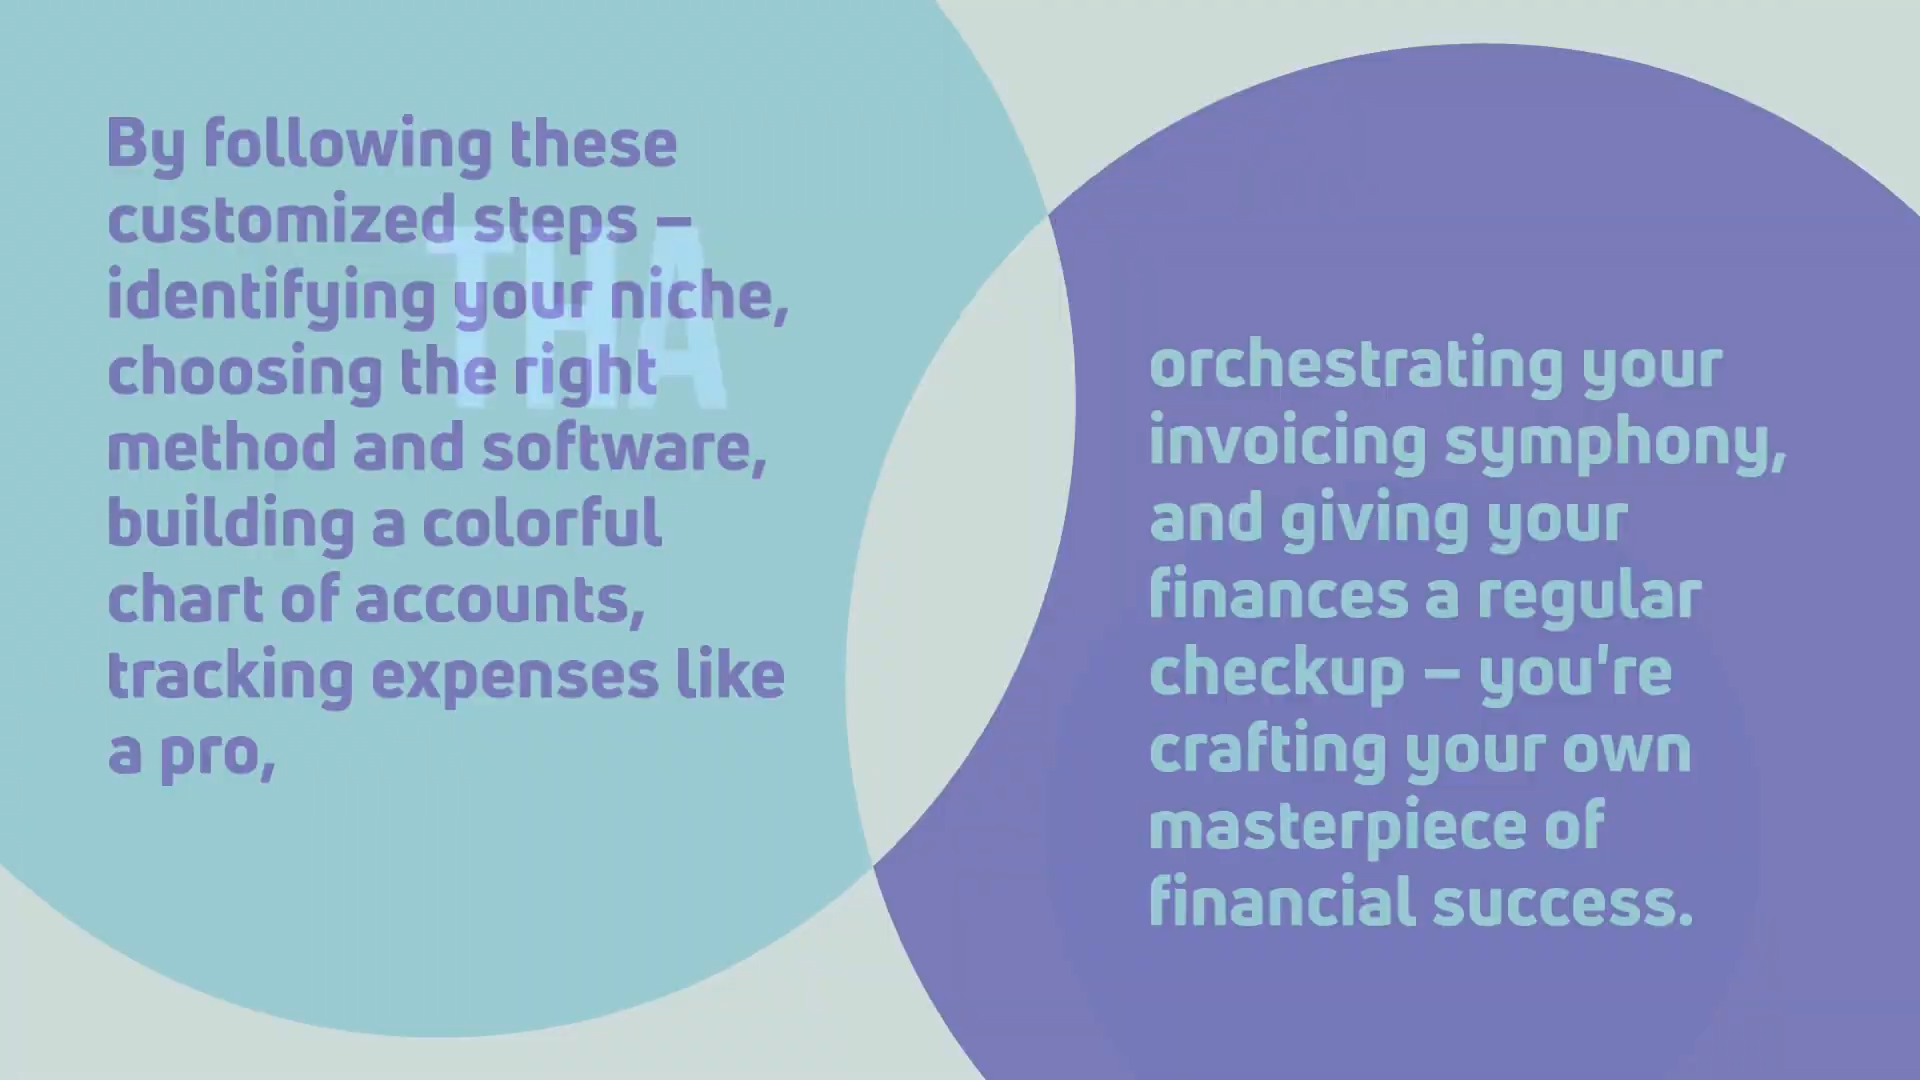 By following these
customized steps –
identifying your niche,
choosing the right
method and software,
building a colorful
chart of accounts,
tracking expenses like
a pro,
THA
orchestrating your
invoicing symphony,
and giving your
finances a regular
checkup – you're
crafting your own
masterpiece of
financial success.